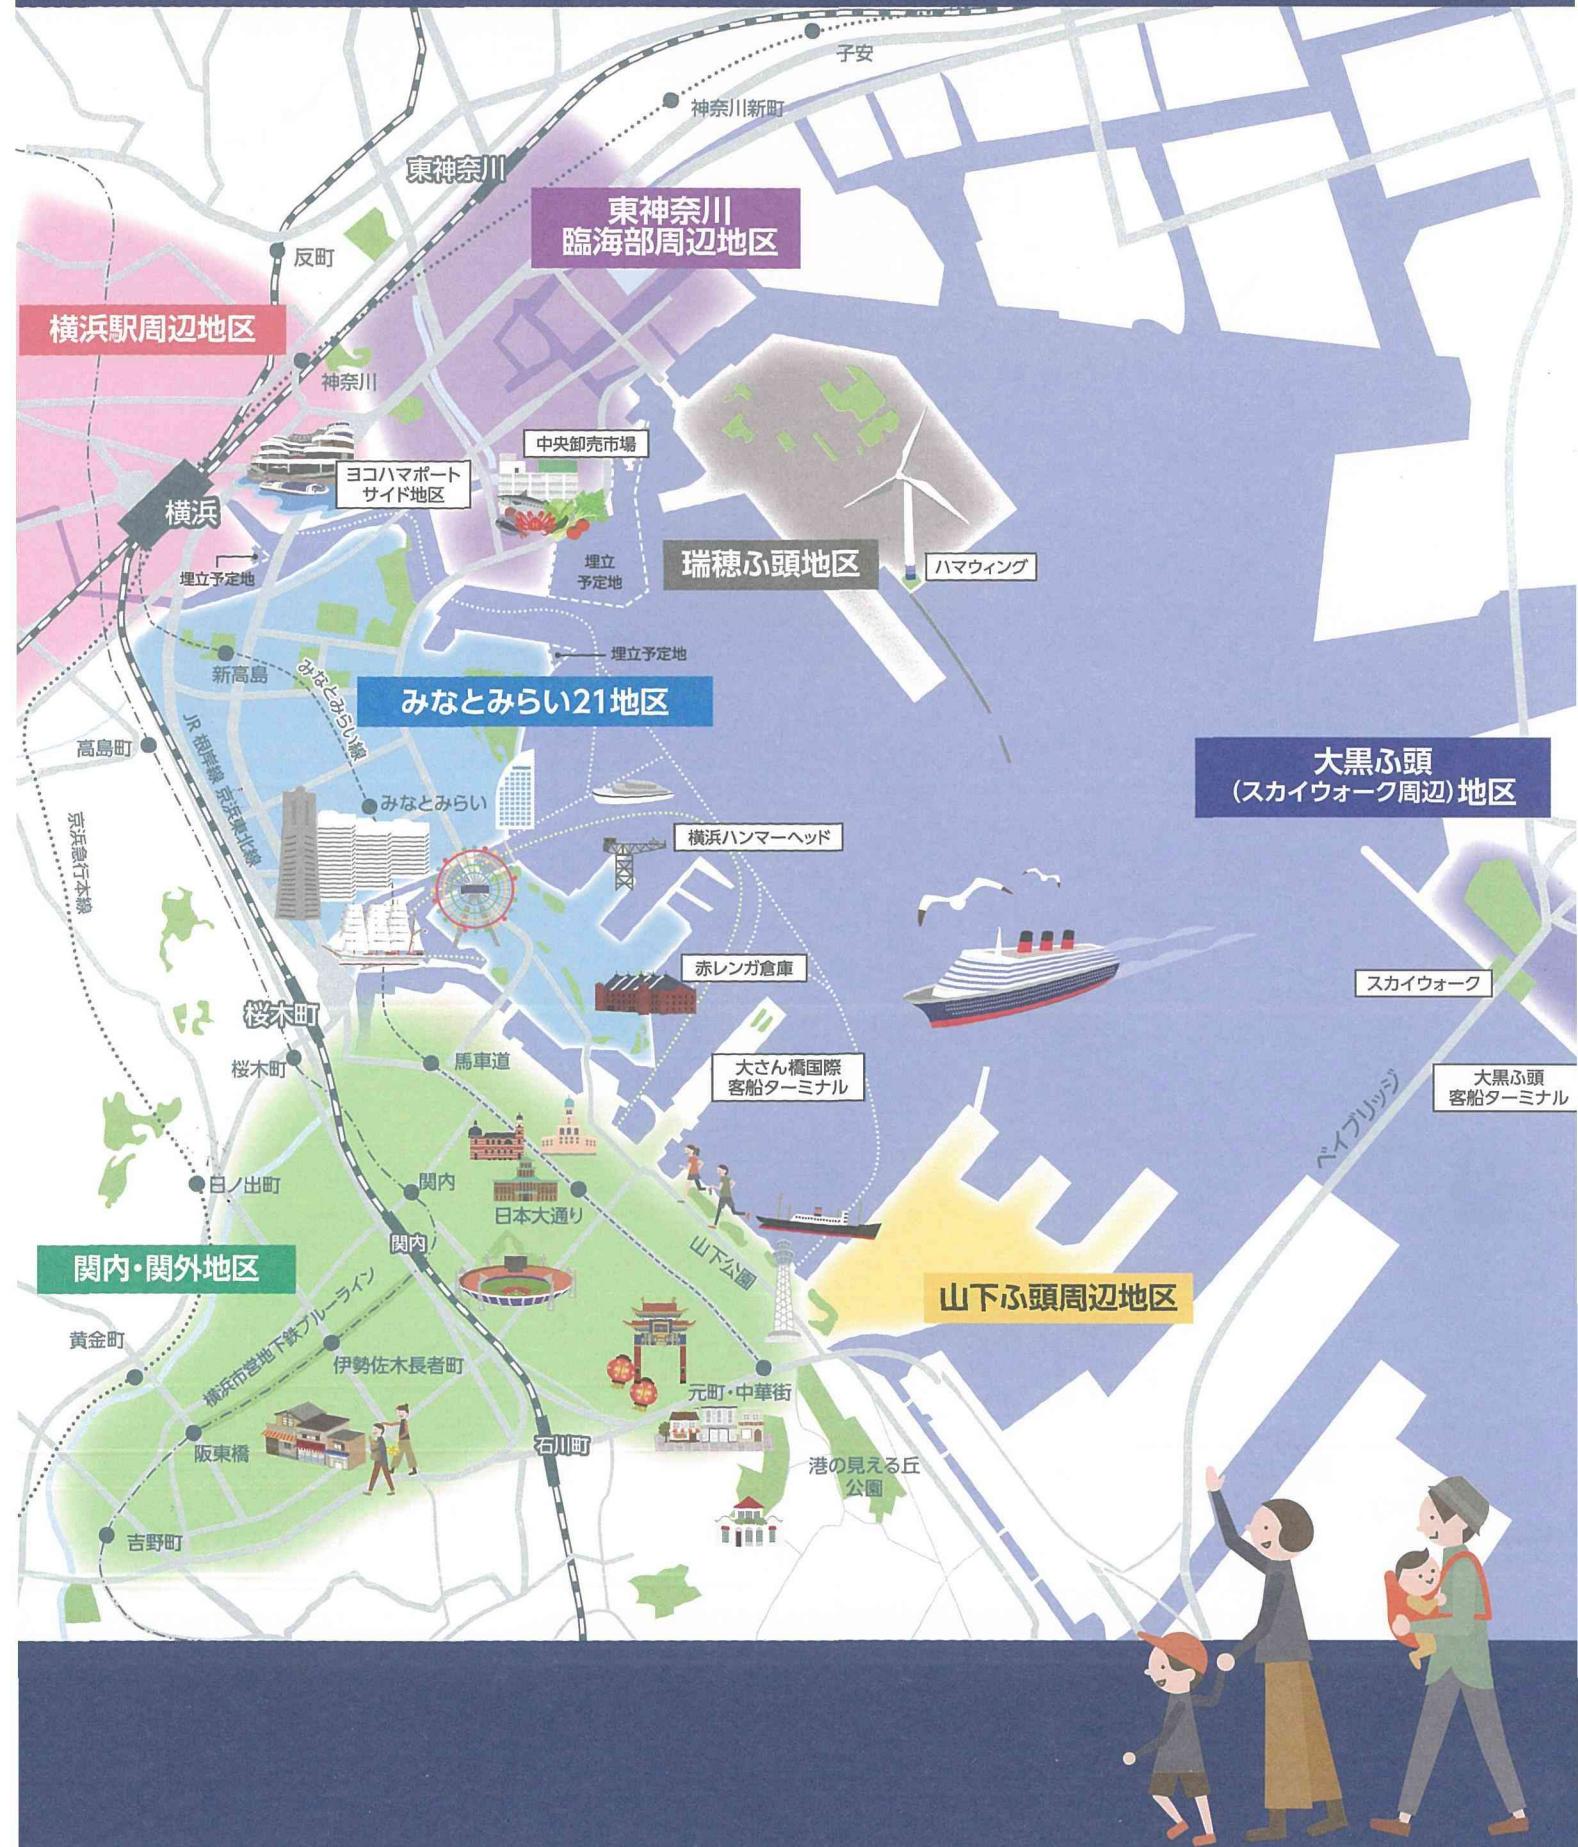 子安
神奈川新町
東神奈川
東神奈川
臨海部周辺地区
反町
横浜駅周辺地区
神奈川
中央卸売市場
ヨコハマポート
サイド地区
横浜
埋立予定地
埋立
予定地
瑞穂ふ頭地区
ハマウィング
埋立予定地
新高島
みなとみらい線
みなとみらい21地区
高島町
JR 根岸線 京浜東北線
大黒ふ頭
(スカイウォーク周辺)地区
みなとみらい
京浜急行本線
横浜ハンマーヘッド
赤レンガ倉庫
スカイウォーク
桜木町
桜木町
馬車道
大さん橋国際
客船ターミナル
大黒ふ頭
客船ターミナル
ベイブリッジ
日ノ出町
関内
日本大通り
関内
山下公園
関内・関外地区
山下ふ頭周辺地区
黄金町
横浜市営地下鉄ブルーライン
伊勢佐木長者町
元町・中華街
阪東橋
石川町
港の見える丘
公園
吉野町